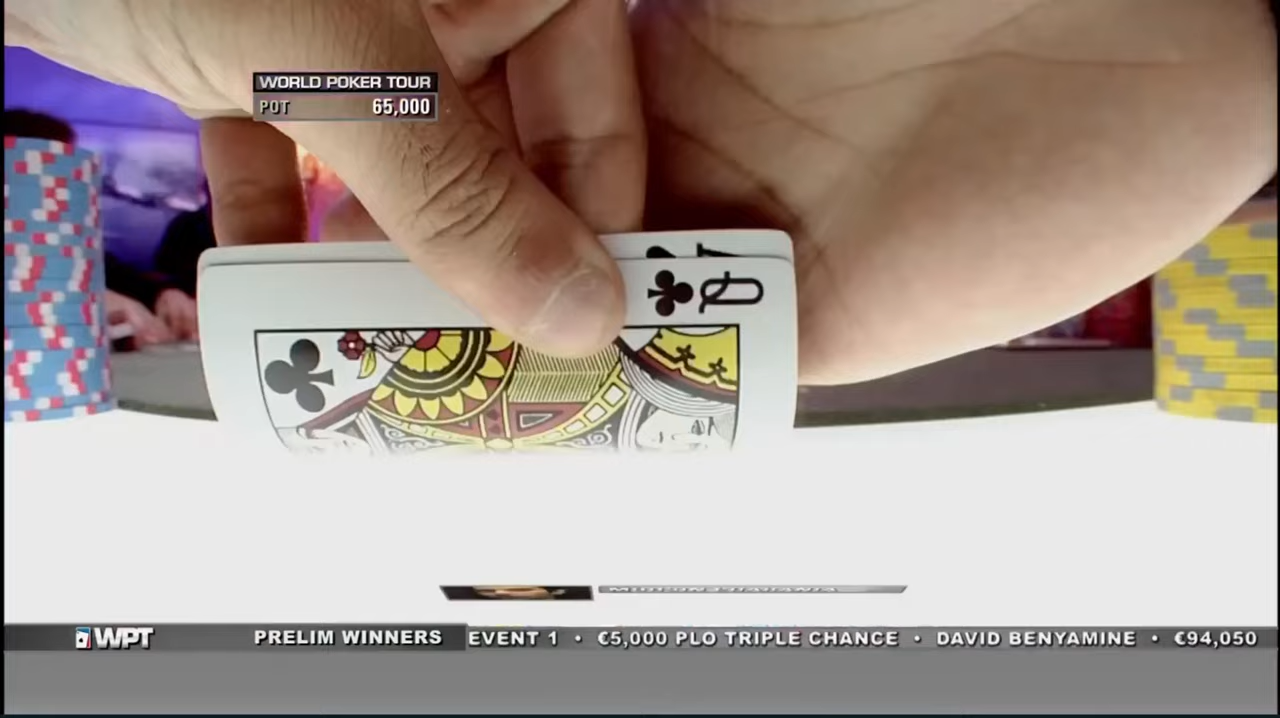 WORLD POKER TOUR
POT 65,000
Q
WPT PRELIM WINNERS EVENT 1 • €5,000 PLO TRIPLE CHANCE • DAVID BENYAMINE • €94,050